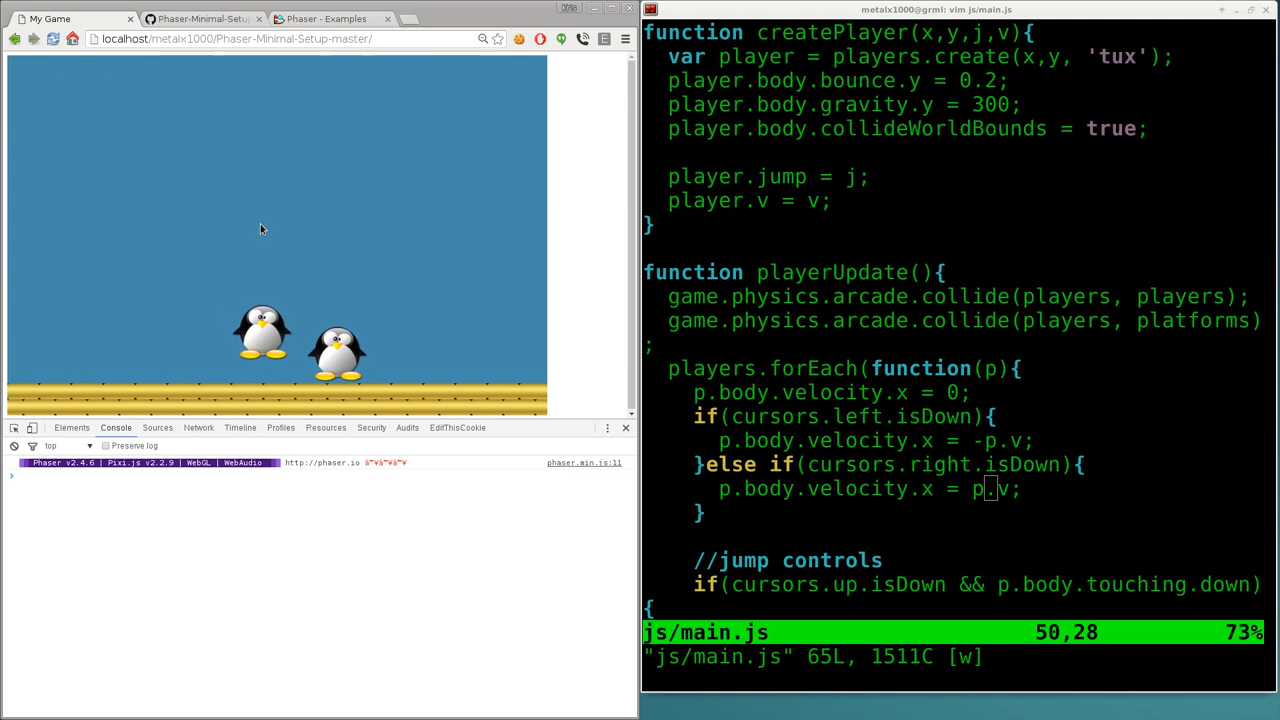 My Game
Phaser-Minimal-Setu
Phaser - Examples
Kris
localhost/metalx1000/Phaser-Minimal-Setup-master/
Elements Console Sources Network Timeline Profiles Resources Security Audits EditThisCookie
top Preserve log
Phaser v2.4.6 | Pixi.js v2.2.9 | WebGL | WebAudio http://phaser.io â™¥â™¥â™¥ phaser.min.js:11
metalx1000@grml: vim js/main.js
function createPlayer(x,y,j,v){
var player = players.create(x,y, 'tux');
player.body.bounce.y = 0.2;
player.body.gravity.y = 300;
player.body.collideWorldBounds = true;
player.jump = j;
player.v = v;
}
function playerUpdate(){
game.physics.arcade.collide(players, players);
game.physics.arcade.collide(players, platforms)
;
players.forEach(function(p){
p.body.velocity.x = 0;
if(cursors.left.isDown){
p.body.velocity.x = -p.v;
}else if(cursors.right.isDown){
p.body.velocity.x = p.v;
}
//jump controls
if(cursors.up.isDown && p.body.touching.down)
{
js/main.js 50,28 73%
"js/main.js" 65L, 1511C [w]